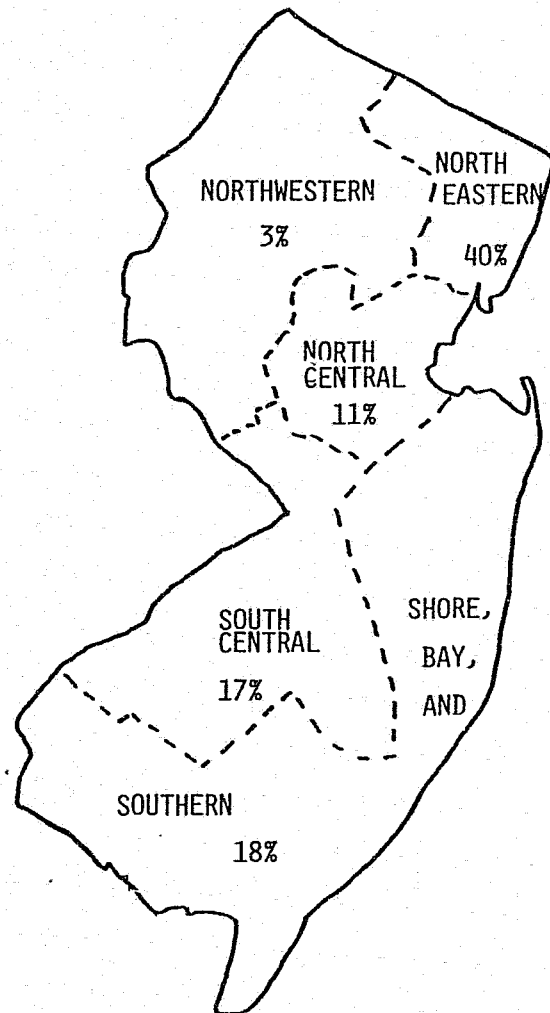 NORTH
EASTERN
40%
NORTHWESTERN
3%
NORTH
CENTRAL
11%
SHORE,
BAY,
AND
SOUTH
CENTRAL
17%
SOUTHERN
18%